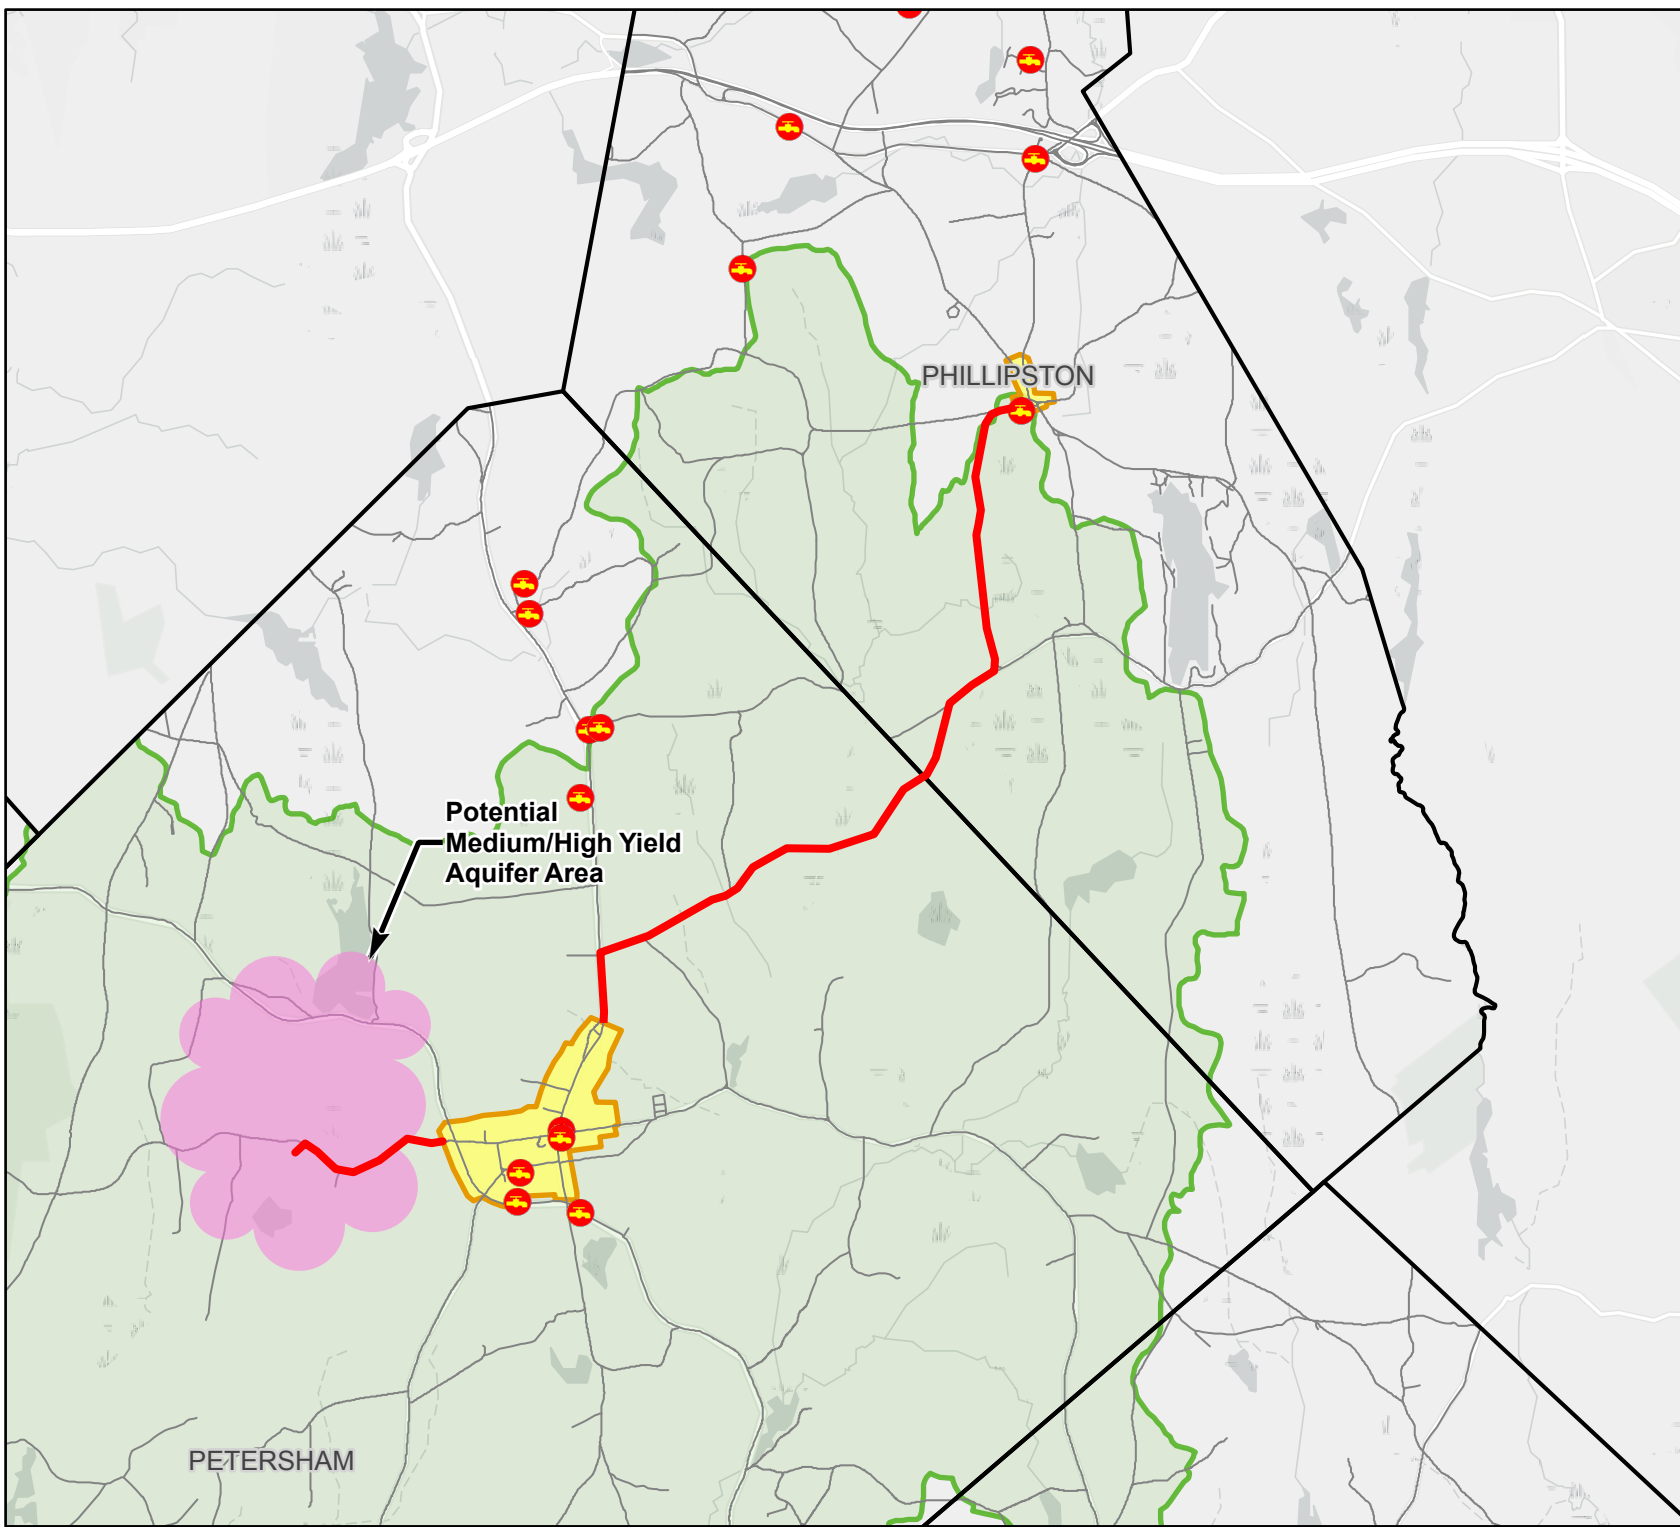 PHILLIPSTON
Potential
Medium/High Yield
Aquifer Area
PETERSHAM